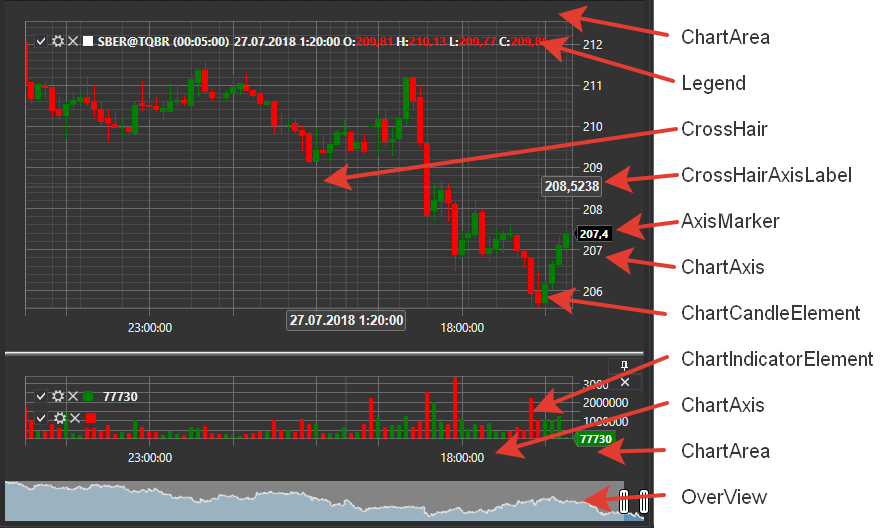 ChartArea
212
SBER@TQBR (00:05:00) 27.07.2018 1:20:00 O:209,81 H:210,13 L:209,77 C:209,8
Legend
211
CrossHair
210
209
CrossHairAxisLabel
208,5238
208
AxisMarker
207,4
207
ChartAxis
206
ChartCandleElement
27.07.2018 1:20:00
23:00:00 18:00:00
ChartIndicatorElement
3000
77730
2000000
ChartAxis
1000000
77730
ChartArea
23:00:00 18:00:00
OverView